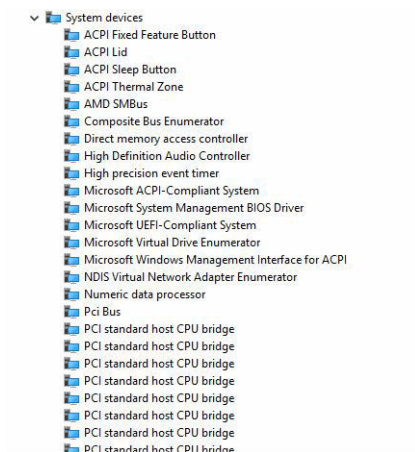 System devices
ACPI Fixed Feature Button
ACPI Lid
ACPI Sleep Button
ACPI Thermal Zone
AMD SMBus
Composite Bus Enumerator
Direct memory access controller
High Definition Audio Controller
High precision event timer
Microsoft ACPI-Compliant System
Microsoft System Management BIOS Driver
Microsoft UEFI-Compliant System
Microsoft Virtual Drive Enumerator
Microsoft Windows Management Interface for ACPI
NDIS Virtual Network Adapter Enumerator
Numeric data processor
Pci Bus
PCI standard host CPU bridge
PCI standard host CPU bridge
PCI standard host CPU bridge
PCI standard host CPU bridge
PCI standard host CPU bridge
PCI standard host CPU bridge
PCI standard host CPU bridge
PCI standard host CPU bridge